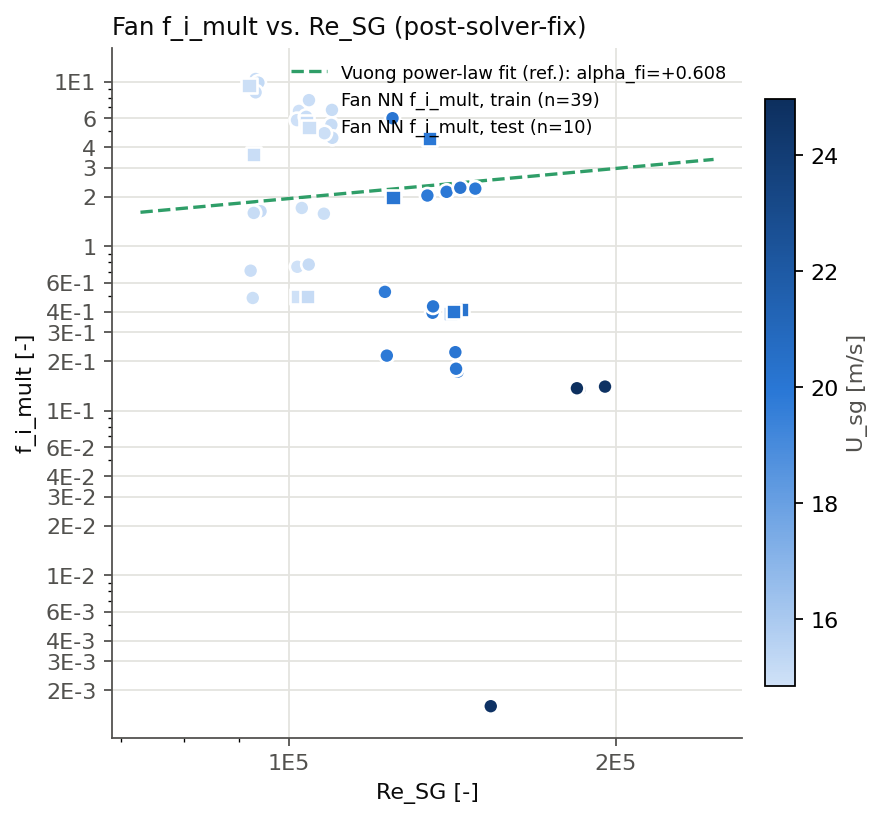 Fan f_i_mult vs. Re_SG (post-solver-fix)
Vuong power-law fit (ref.): alpha_fi=+0.608
Fan NN f_i_mult, train (n=39)
Fan NN f_i_mult, test (n=10)
1E1
6
4
3
2
1
6E-1
4E-1
3E-1
2E-1
1E-1
6E-2
4E-2
3E-2
2E-2
1E-2
6E-3
4E-3
3E-3
2E-3
f_i_mult [-]
1E5
2E5
Re_SG [-]
24
22
20
18
16
U_sg [m/s]